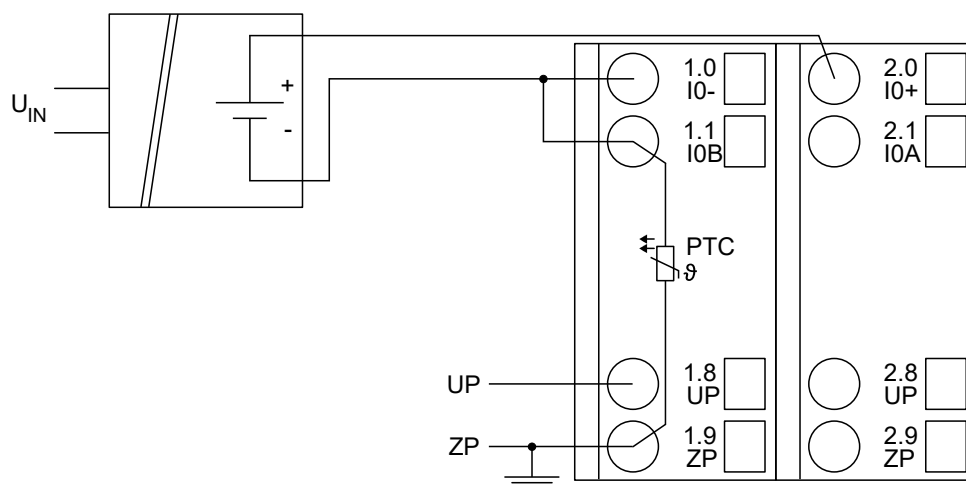 U_IN
+
-
1.0
I0-
2.0
I0+
1.1
I0B
2.1
I0A
PTC
ϑ
UP
1.8
UP
2.8
UP
ZP
1.9
ZP
2.9
ZP